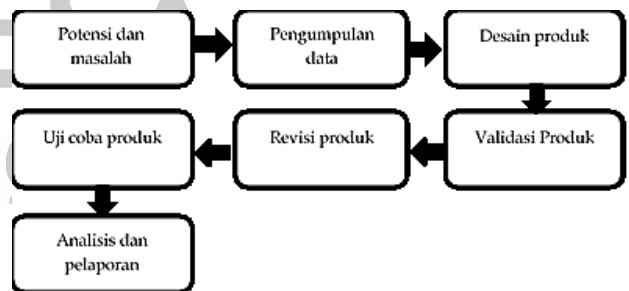 Potensi dan
masalah
Pengumpulan
data
Desain produk
Validasi Produk
Revisi produk
Uji coba produk
Analisis dan
pelaporan